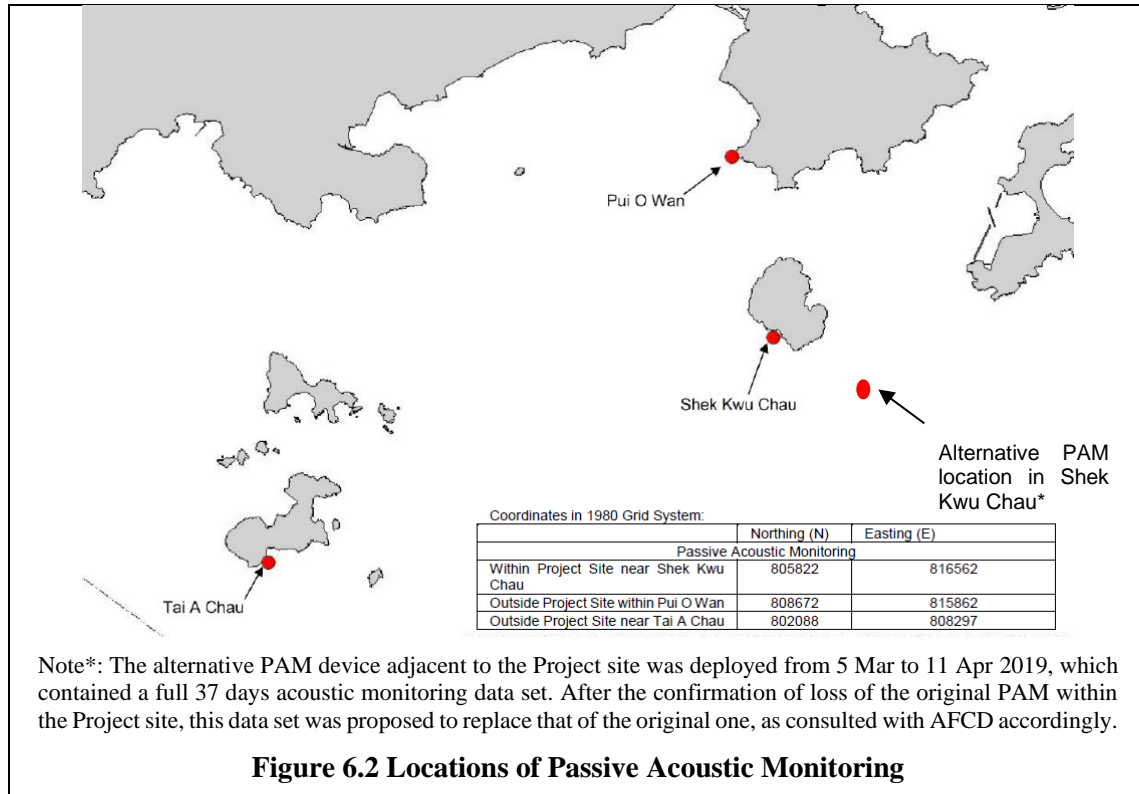 Pui O Wan
Shek Kwu Chau
Alternative PAM
location in Shek
Kwu Chau*
Tai A Chau
Coordinates in 1980 Grid System:
Northing (N) Easting (E)
Passive Acoustic Monitoring
Within Project Site near Shek Kwu 805822 816562
Chau
Outside Project Site within Pui O Wan 808672 815862
Outside Project Site near Tai A Chau 802088 808297
Note*: The alternative PAM device adjacent to the Project site was deployed from 5 Mar to 11 Apr 2019, which
contained a full 37 days acoustic monitoring data set. After the confirmation of loss of the original PAM within
the Project site, this data set was proposed to replace that of the original one, as consulted with AFCD accordingly.
Figure 6.2 Locations of Passive Acoustic Monitoring